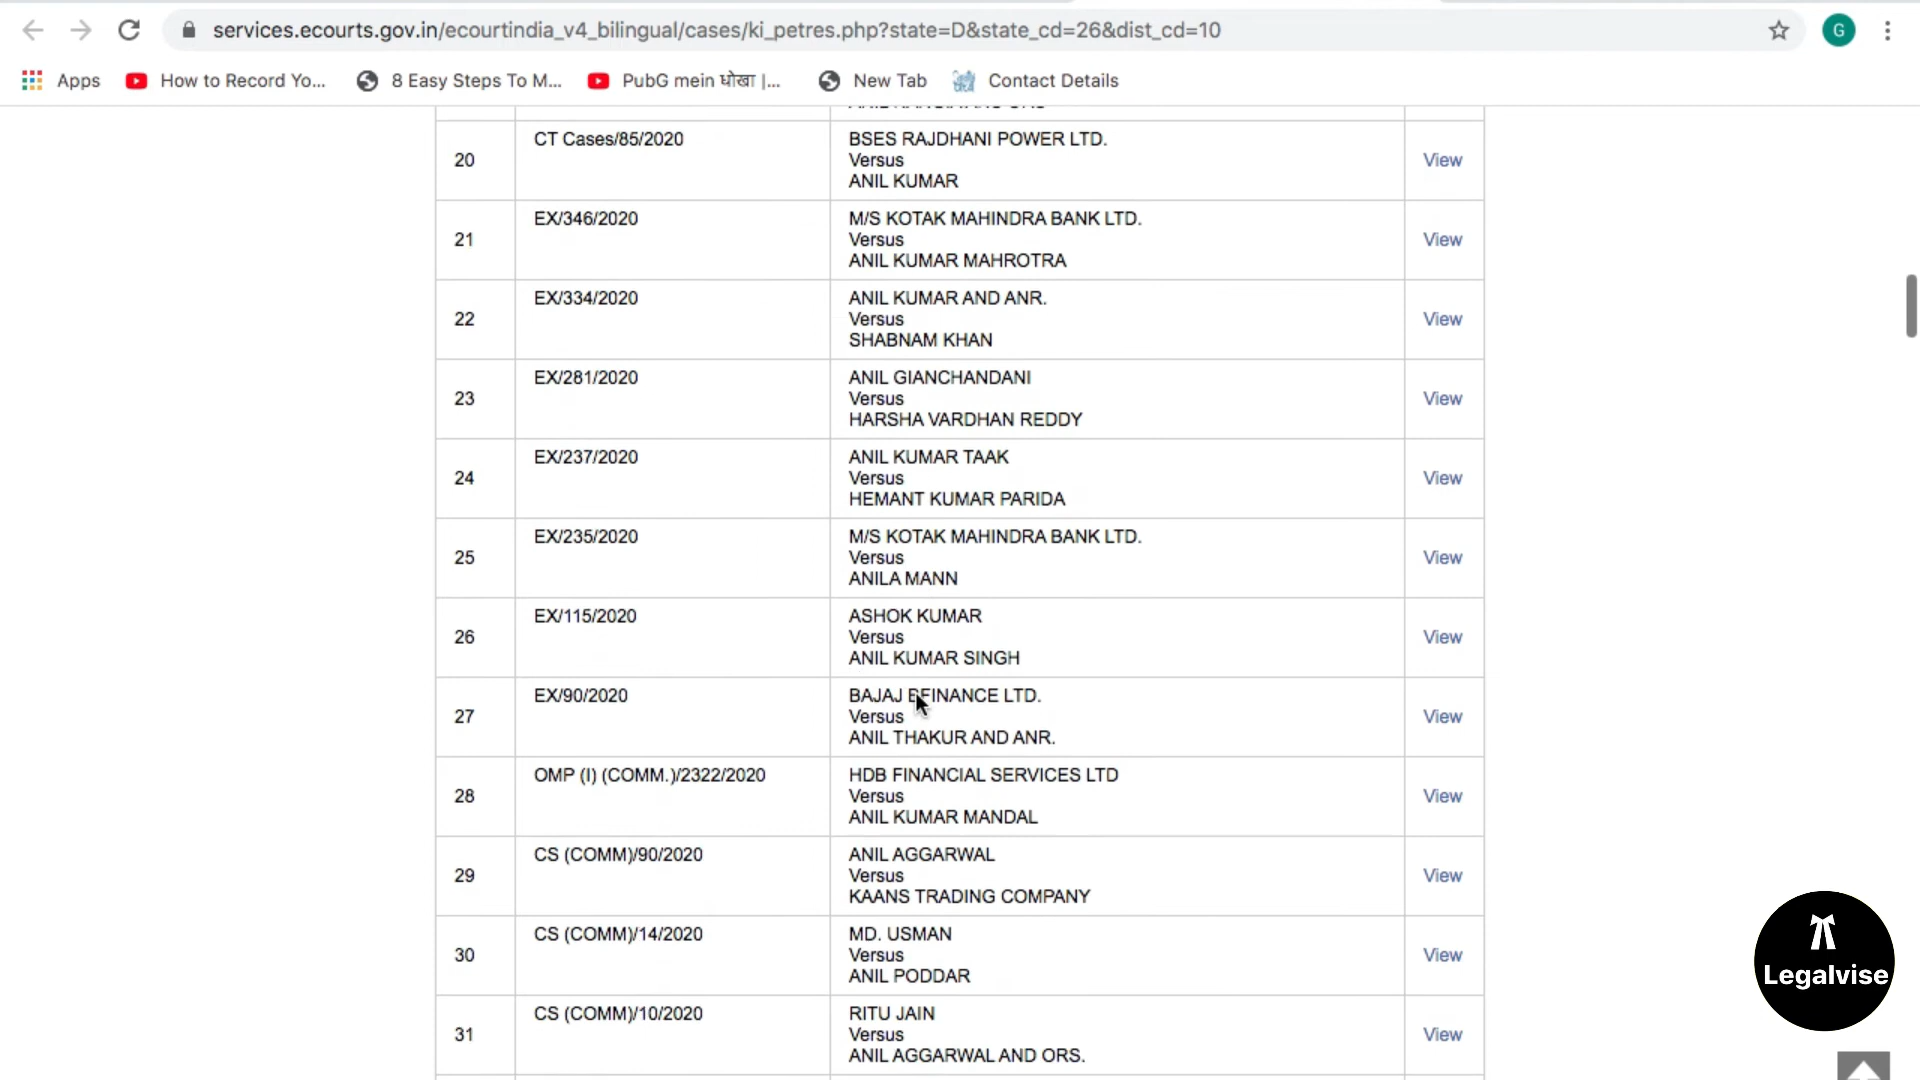 services.ecourts.gov.in/ecourtindia_v4_bilingual/cases/ki_petres.php?state=D&state_cd=26&dist_cd=10
G
Apps
How to Record Yo...
8 Easy Steps To M...
PubG mein धोखा |...
New Tab
Contact Details
20
CT Cases/85/2020
BSES RAJDHANI POWER LTD.
Versus
ANIL KUMAR
View
21
EX/346/2020
M/S KOTAK MAHINDRA BANK LTD.
Versus
ANIL KUMAR MAHROTRA
View
22
EX/334/2020
ANIL KUMAR AND ANR.
Versus
SHABNAM KHAN
View
23
EX/281/2020
ANIL GIANCHANDANI
Versus
HARSHA VARDHAN REDDY
View
24
EX/237/2020
ANIL KUMAR TAAK
Versus
HEMANT KUMAR PARIDA
View
25
EX/235/2020
M/S KOTAK MAHINDRA BANK LTD.
Versus
ANILA MANN
View
26
EX/115/2020
ASHOK KUMAR
Versus
ANIL KUMAR SINGH
View
27
EX/90/2020
BAJAJ LTD.
Versus
ANIL THAKUR AND ANR.
View
28
OMP (I) (COMM.)/2322/2020
HDB FINANCIAL SERVICES LTD
Versus
ANIL KUMAR MANDAL
View
29
CS (COMM)/90/2020
ANIL AGGARWAL
Versus
KAANS TRADING COMPANY
View
30
CS (COMM)/14/2020
MD. USMAN
Versus
ANIL PODDAR
View
31
CS (COMM)/10/2020
RITU JAIN
Versus
ANIL AGGARWAL AND ORS.
View
Legalvise